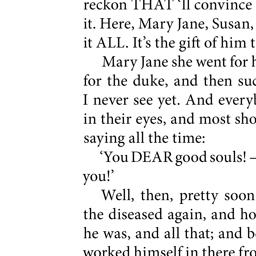 reckon THAT ‘ll convince
it. Here, Mary Jane, Susan,
it ALL. It’s the gift of him t
Mary Jane she went for h
for the duke, and then suc
I never see yet. And everyb
in their eyes, and most sho
saying all the time:
‘You DEAR good souls! –
you!’
Well, then, pretty soon
the diseased again, and ho
he was, and all that; and b
worked himself in there fro